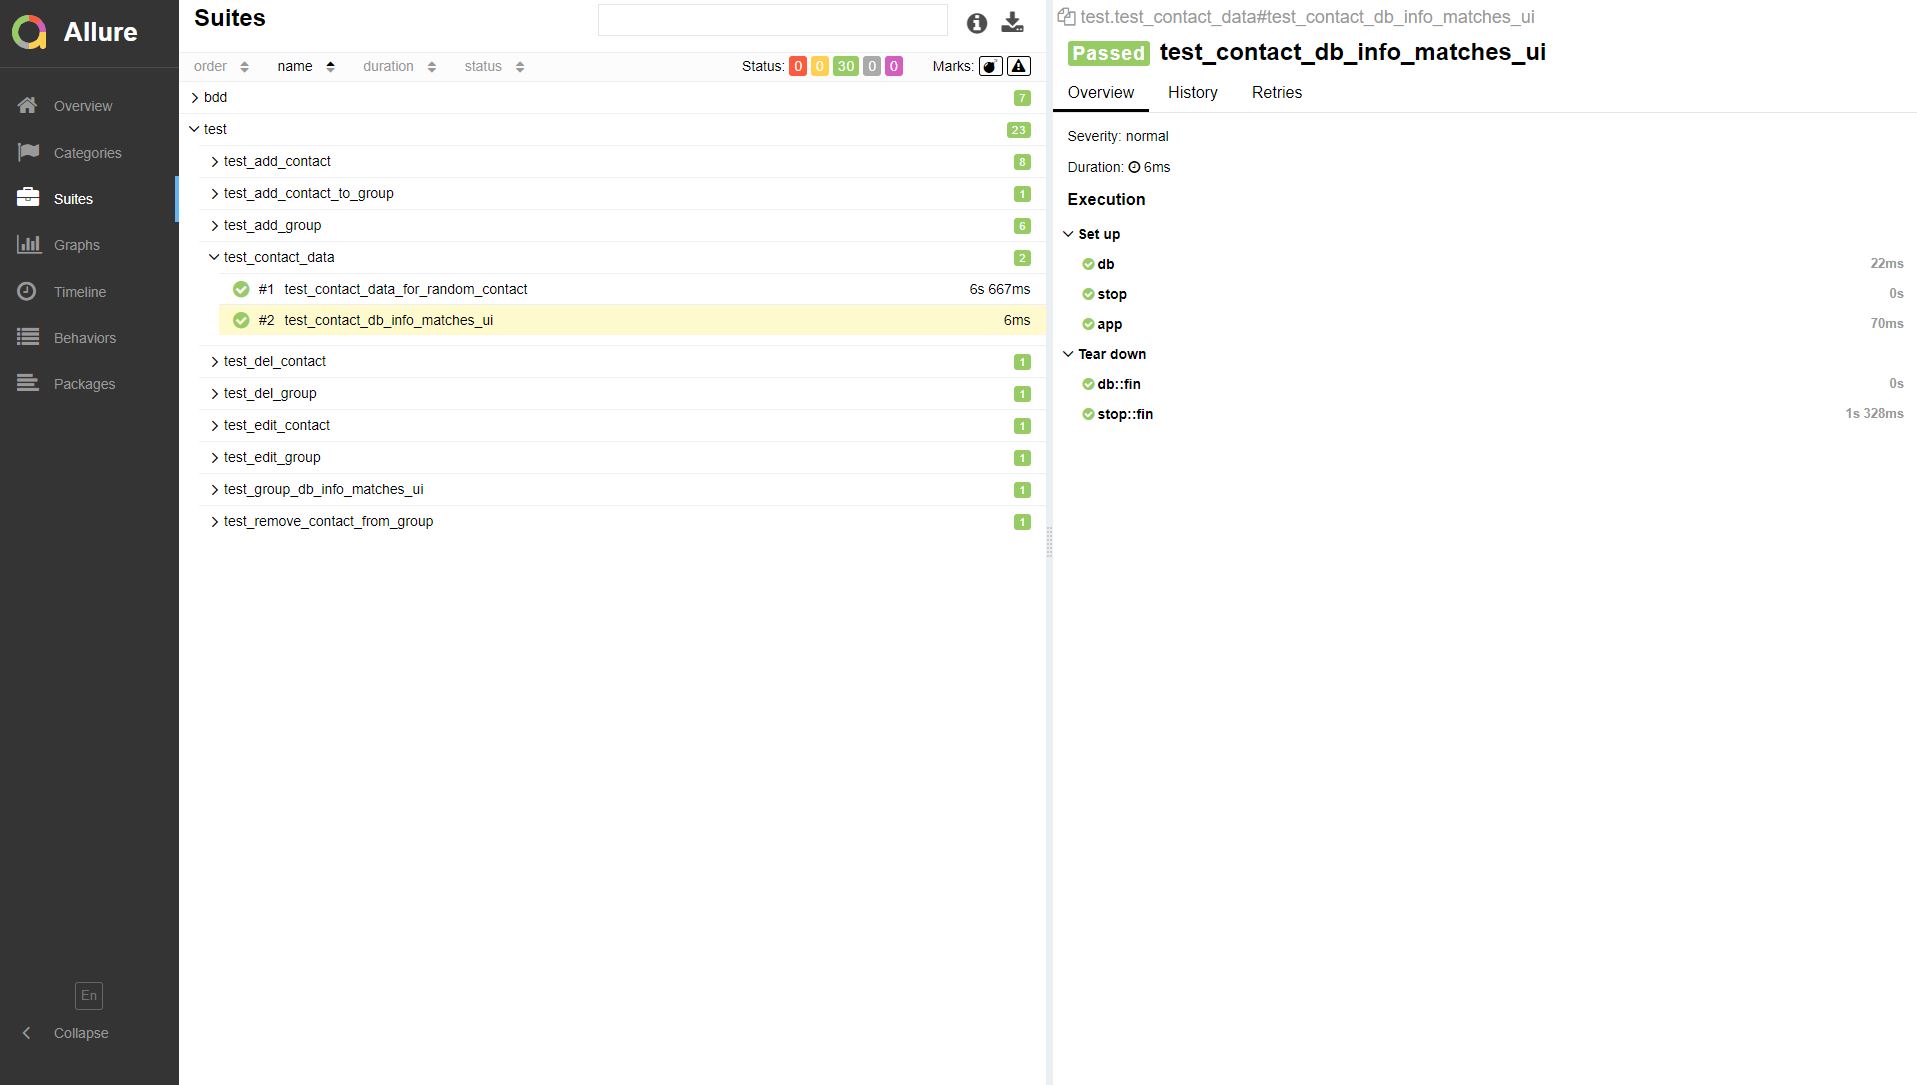 Allure
Overview
Categories
Suites
Graphs
Timeline
Behaviors
Packages
En
Collapse
Suites
order name duration status Status: 0 0 30 0 0 Marks:
bdd 7
test 23
test_add_contact 8
test_add_contact_to_group 1
test_add_group 6
test_contact_data 2
#1 test_contact_data_for_random_contact 6s 667ms
#2 test_contact_db_info_matches_ui 6ms
test_del_contact 1
test_del_group 1
test_edit_contact 1
test_edit_group 1
test_group_db_info_matches_ui 1
test_remove_contact_from_group 1
test.test_contact_data#test_contact_db_info_matches_ui
Passed test_contact_db_info_matches_ui
Overview History Retries
Severity: normal
Duration: 6ms
Execution
Set up
db 22ms
stop 0s
app 70ms
Tear down
db::fin 0s
stop::fin 1s 328ms